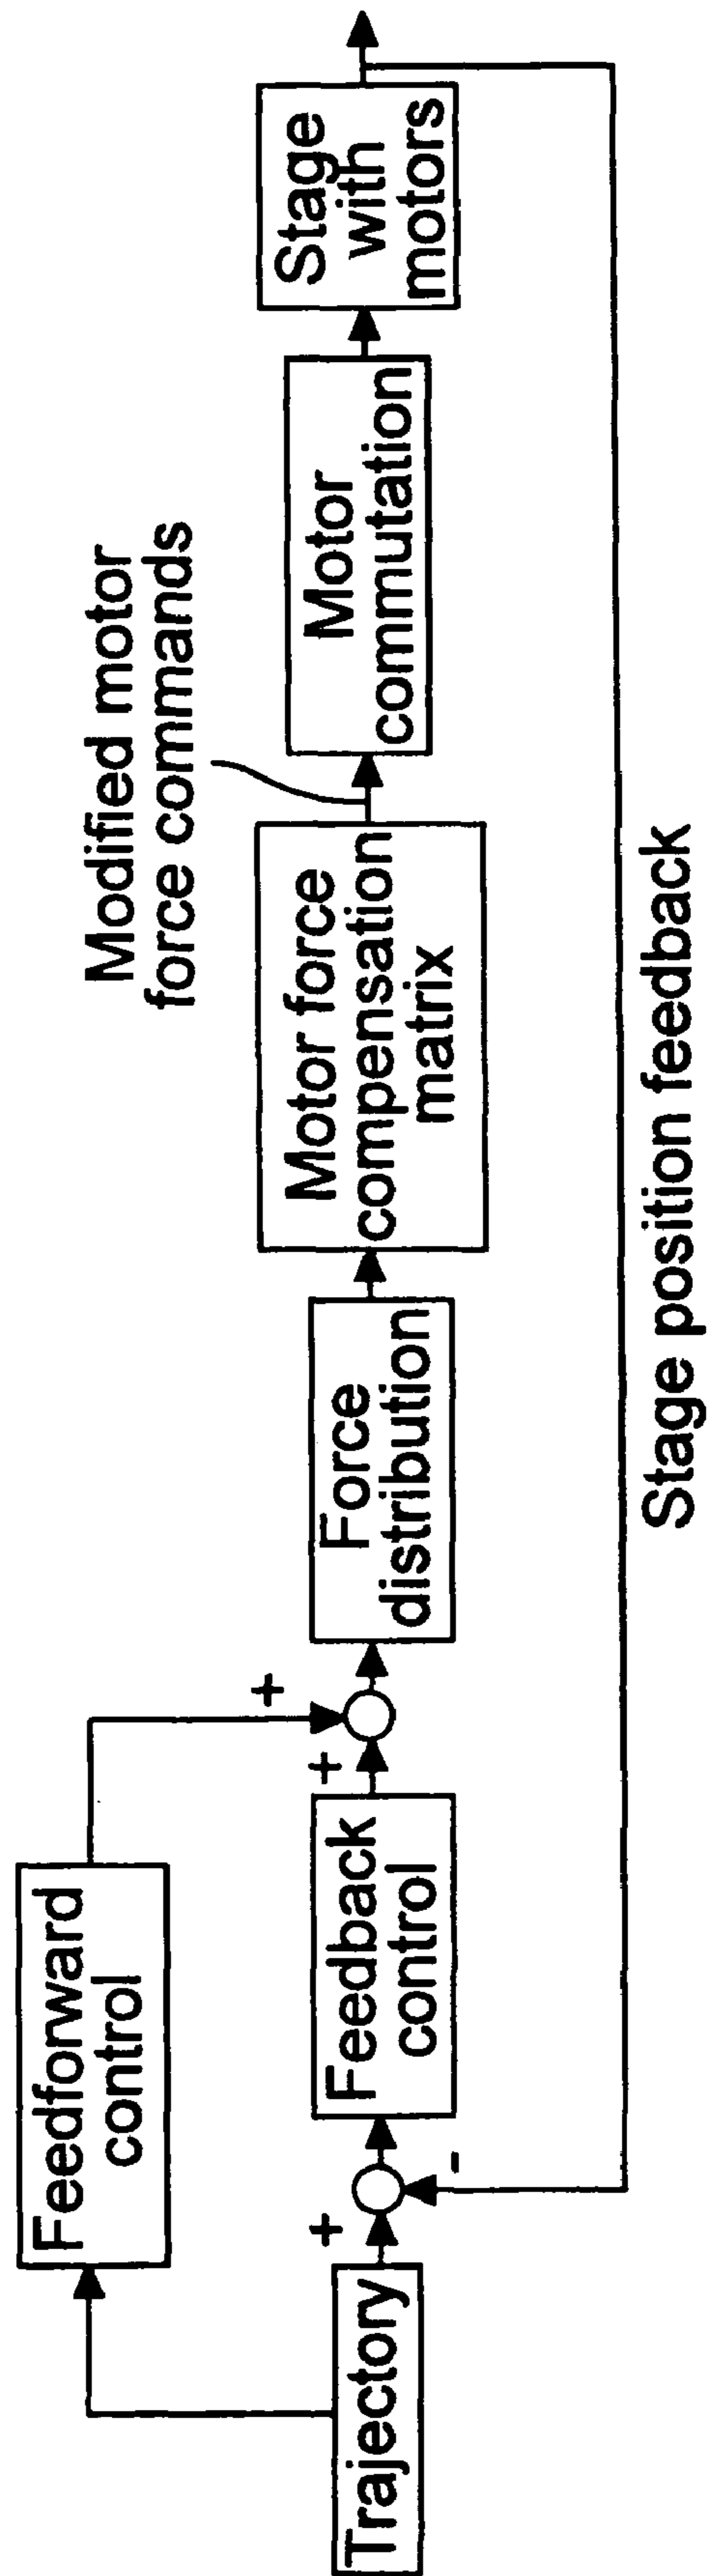 Feedforward
control
Trajectory
+
-
Feedback
control
+
+
Force
distribution
Motor force
compensation
matrix
Modified motor
force commands
Motor
commutation
Stage
with
motors
Stage position feedback